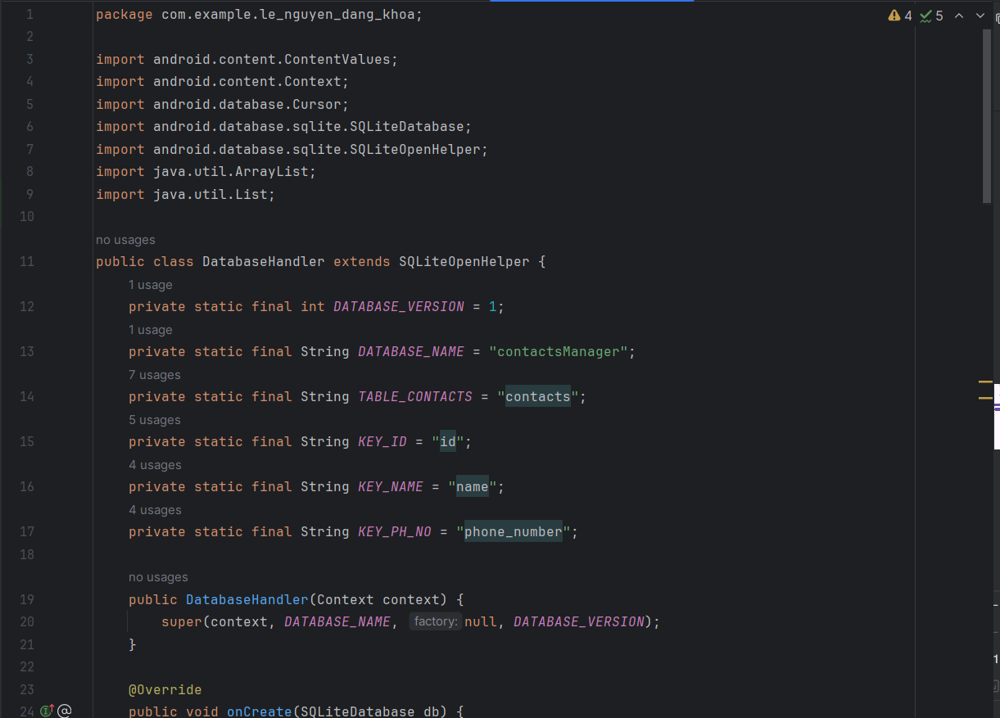 1 package com.example.le_nguyen_dang_khoa;
4 5
2
3 import android.content.ContentValues;
4 import android.content.Context;
5 import android.database.Cursor;
6 import android.database.sqlite.SQLiteDatabase;
7 import android.database.sqlite.SQLiteOpenHelper;
8 import java.util.ArrayList;
9 import java.util.List;
10
no usages
11 public class DatabaseHandler extends SQLiteOpenHelper {
1 usage
12 private static final int DATABASE_VERSION = 1;
1 usage
13 private static final String DATABASE_NAME = "contactsManager";
7 usages
14 private static final String TABLE_CONTACTS = "contacts";
5 usages
15 private static final String KEY_ID = "id";
4 usages
16 private static final String KEY_NAME = "name";
4 usages
17 private static final String KEY_PH_NO = "phone_number";
18
no usages
19 public DatabaseHandler(Context context) {
20 super(context, DATABASE_NAME, factory: null, DATABASE_VERSION);
21 }
22
23 @Override
24 public void onCreate(SQLiteDatabase db) {